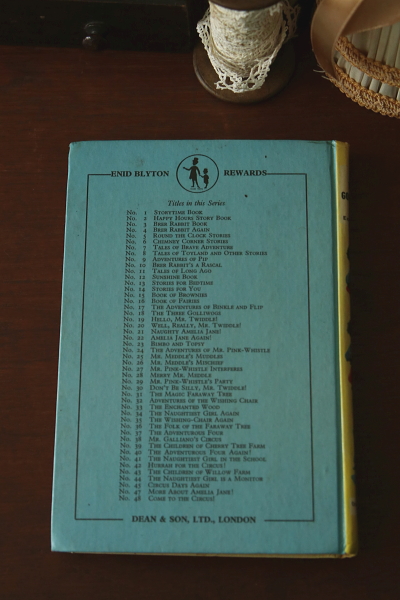 ENID BLYTON REWARDS
Titles in this Series
No. 1 STORYTIME BOOK
No. 2 HAPPY HOURS STORY BOOK
No. 3 BRER RABBIT BOOK
No. 4 BRER RABBIT AGAIN
No. 5 ROUND THE CLOCK STORIES
No. 6 CHIMNEY CORNER STORIES
No. 7 TALES OF BRAVE ADVENTURE
No. 8 TALES OF TOYLAND AND OTHER STORIES
No. 9 ADVENTURES OF PIP
No. 10 BRER RABBIT'S A RASCAL
No. 11 TALES OF LONG AGO
No. 12 SUNSHINE BOOK
No. 13 STORIES FOR BEDTIME
No. 14 STORIES FOR YOU
No. 15 BOOK OF BROWNIES
No. 16 BOOK OF FAIRIES
No. 17 THE ADVENTURES OF BINKLE AND FLIP
No. 18 THE THREE GOLLIWOGS
No. 19 HELLO, MR. TWIDDLE!
No. 20 WELL, REALLY, MR. TWIDDLE!
No. 21 NAUGHTY AMELIA JANE!
No. 22 AMELIA JANE AGAIN!
No. 23 BIMBO AND TOPSY
No. 24 THE ADVENTURES OF MR. PINK-WHISTLE
No. 25 MR. MEDDLE'S MUDDLES
No. 26 MR. MEDDLE'S MISCHIEF
No. 27 MR. PINK-WHISTLE INTERFERES
No. 28 MERRY MR. MEDDLE
No. 29 MR. PINK-WHISTLE'S PARTY
No. 30 DON'T BE SILLY, MR. TWIDDLE!
No. 31 THE MAGIC FARAWAY TREE
No. 32 ADVENTURES OF THE WISHING CHAIR
No. 33 THE ENCHANTED WOOD
No. 34 THE NAUGHTIEST GIRL AGAIN
No. 35 THE WISHING-CHAIR AGAIN
No. 36 THE FOLK OF THE FARAWAY TREE
No. 37 THE ADVENTUROUS FOUR
No. 38 MR. GALLIANO'S CIRCUS
No. 39 THE CHILDREN OF CHERRY TREE FARM
No. 40 THE ADVENTUROUS FOUR AGAIN!
No. 41 THE NAUGHTIEST GIRL IN THE SCHOOL
No. 42 HURRAH FOR THE CIRCUS!
No. 43 THE CHILDREN OF WILLOW FARM
No. 44 THE NAUGHTIEST GIRL IS A MONITOR
No. 45 CIRCUS DAYS AGAIN
No. 47 MORE ABOUT AMELIA JANE!
No. 48 COME TO THE CIRCUS!
DEAN & SON, LTD., LONDON